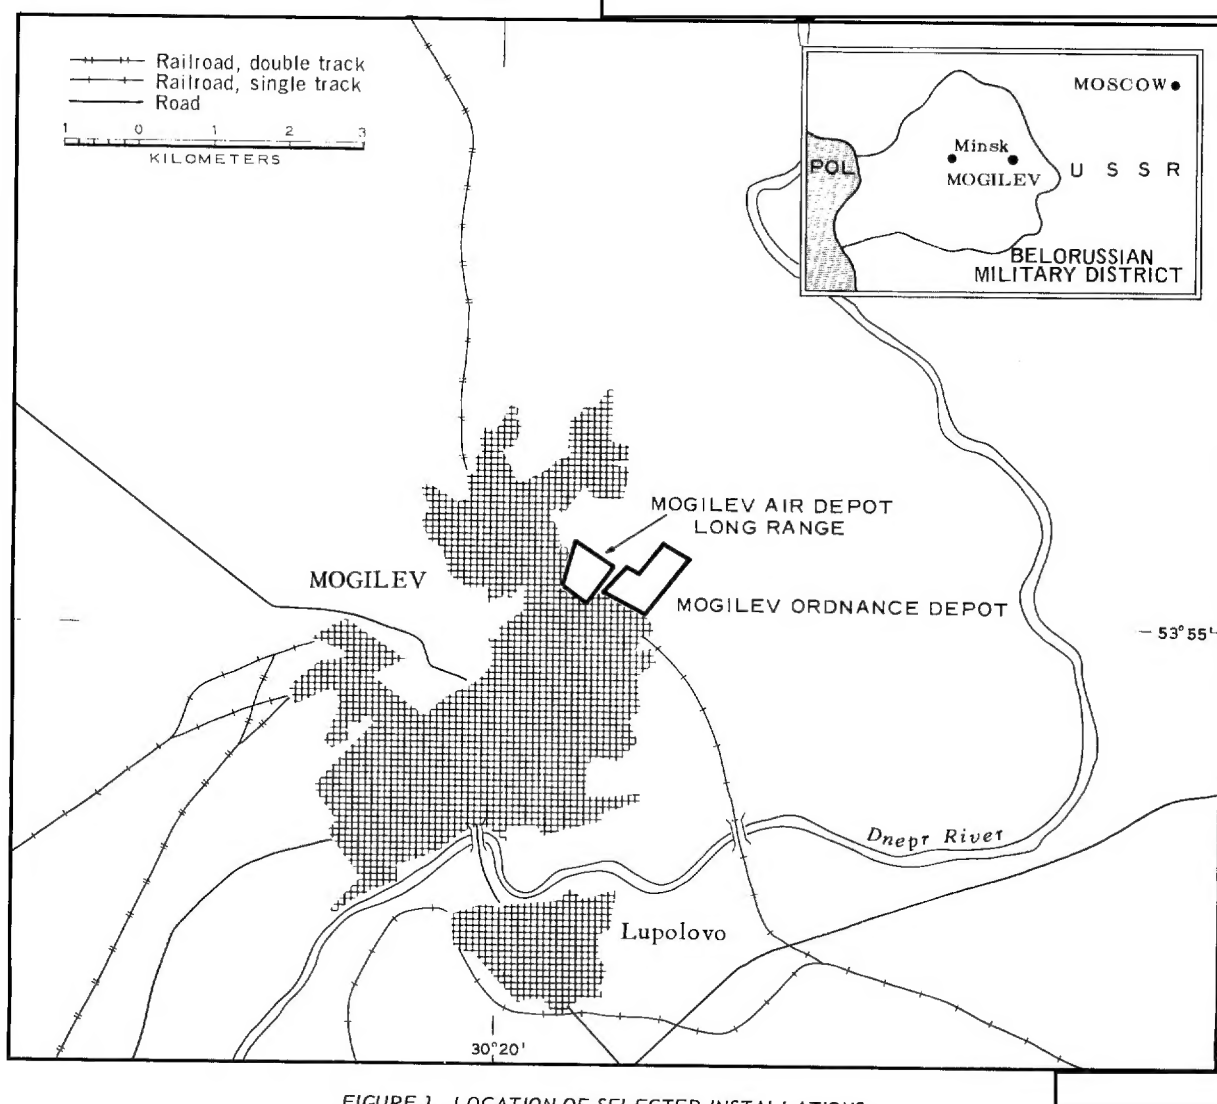 Railroad, double track
Railroad, single track
Road
1 0 1 2 3
KILOMETERS
MOSCOW
Minsk
POL
MOGILEV
U S S R
BELORUSSIAN
MILITARY DISTRICT
MOGILEV AIR DEPOT
LONG RANGE
MOGILEV
MOGILEV ORDNANCE DEPOT
53°55'
Dnepr River
Lupolovo
30°20'
FIGURE 1. LOCATION OF SELECTED INSTALLATIONS